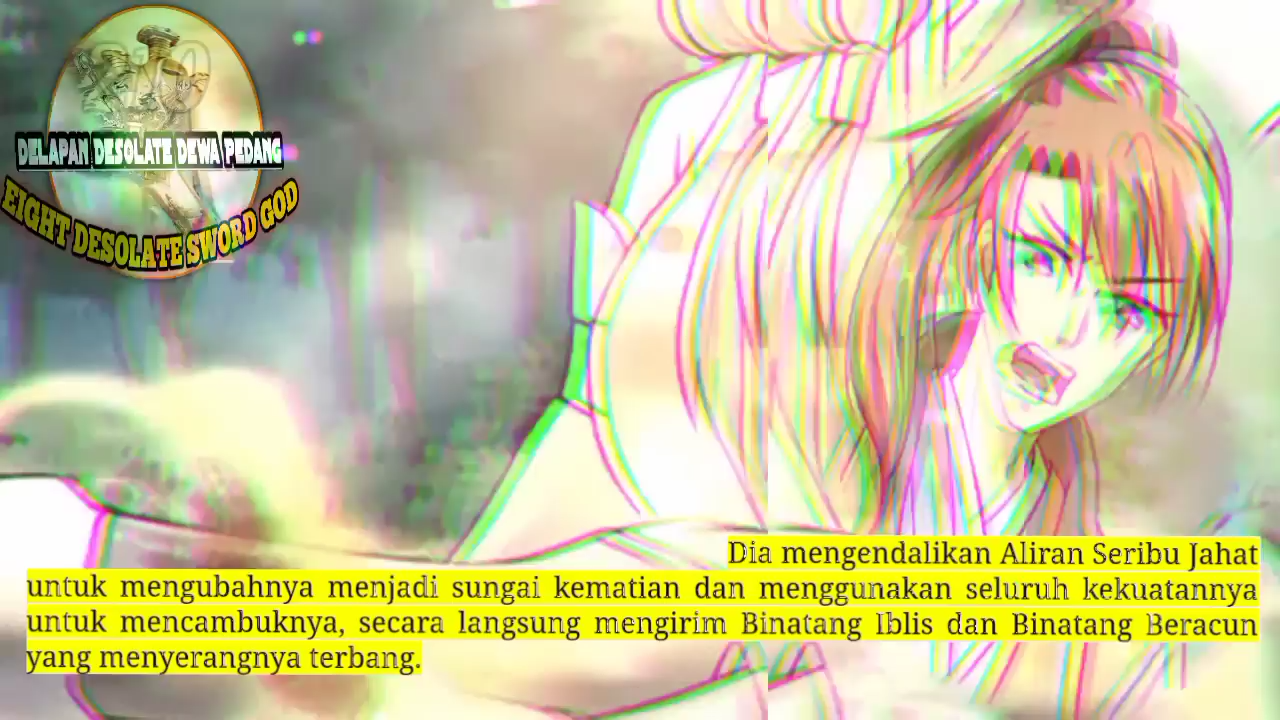 DELAPAN DESOLATE DEWA PEDANG
EIGHT DESOLATE SWORD GOD
Dia mengendalikan Aliran Seribu Jahat
untuk mengubahnya menjadi sungai kematian dan menggunakan seluruh kekuatannya
untuk mencambuknya, secara langsung mengirim Binatang Iblis dan Binatang Beracun
yang menyerangnya terbang.